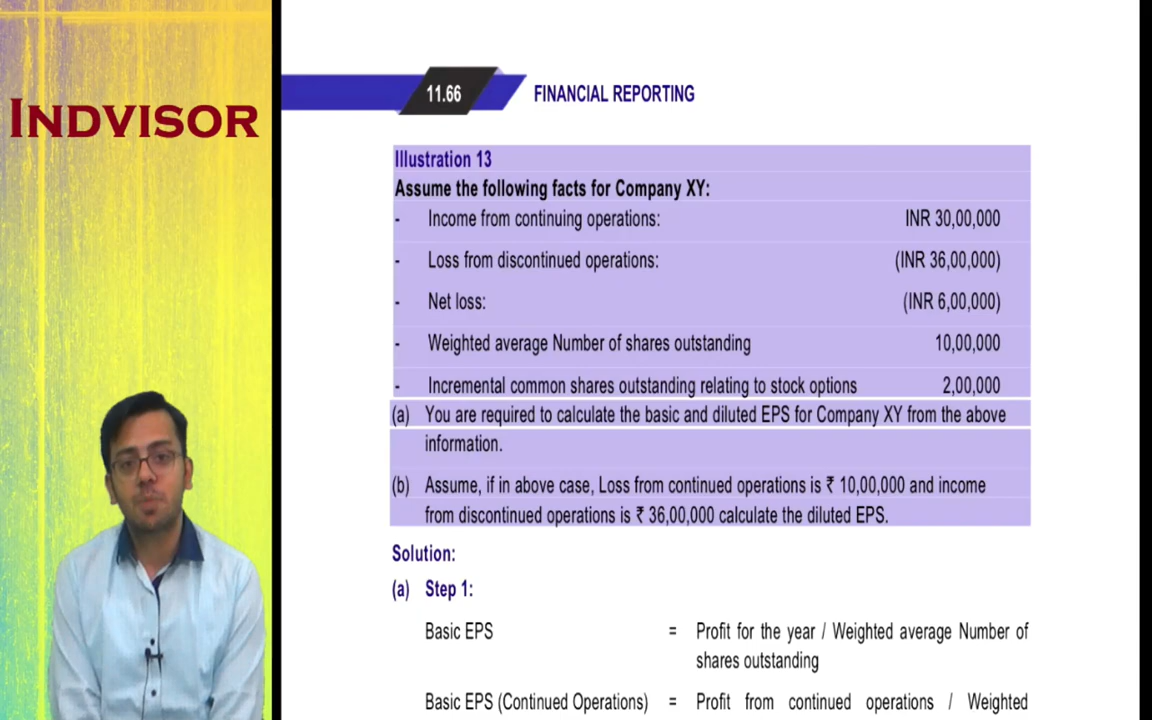 INDVISOR
11.66 FINANCIAL REPORTING
Illustration 13
Assume the following facts for Company XY:
- Income from continuing operations: INR 30,00,000
- Loss from discontinued operations: (INR 36,00,000)
- Net loss: (INR 6,00,000)
- Weighted average Number of shares outstanding 10,00,000
- Incremental common shares outstanding relating to stock options 2,00,000
(a) You are required to calculate the basic and diluted EPS for Company XY from the above
information.
(b) Assume, if in above case, Loss from continued operations is ₹ 10,00,000 and income
from discontinued operations is ₹ 36,00,000 calculate the diluted EPS.
Solution:
(a) Step 1:
Basic EPS = Profit for the year / Weighted average Number of
shares outstanding
Basic EPS (Continued Operations) = Profit from continued operations / Weighted